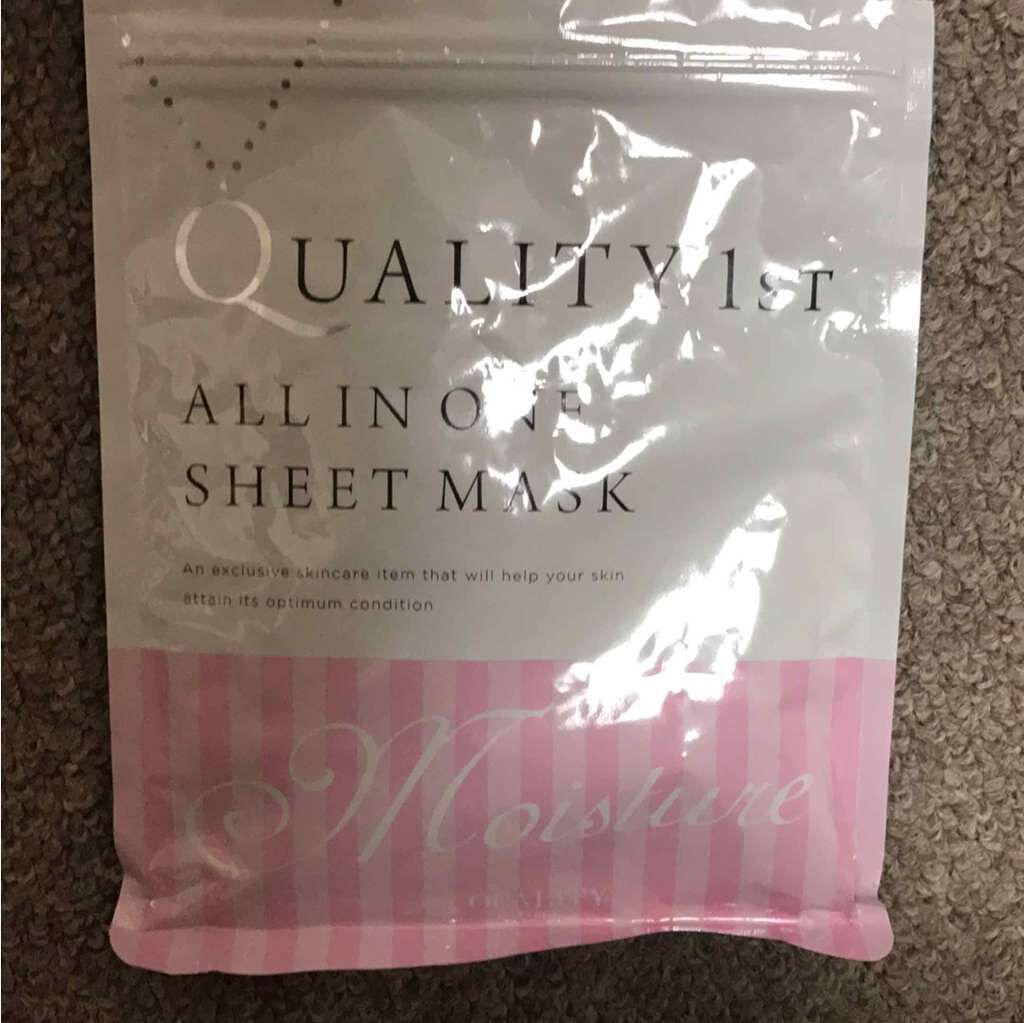 QUALITY 1ST
ALL IN ONE
SHEET MASK
An exclusive skincare item that will help your skin
attain its optimum condition
Moisture
QUALITY